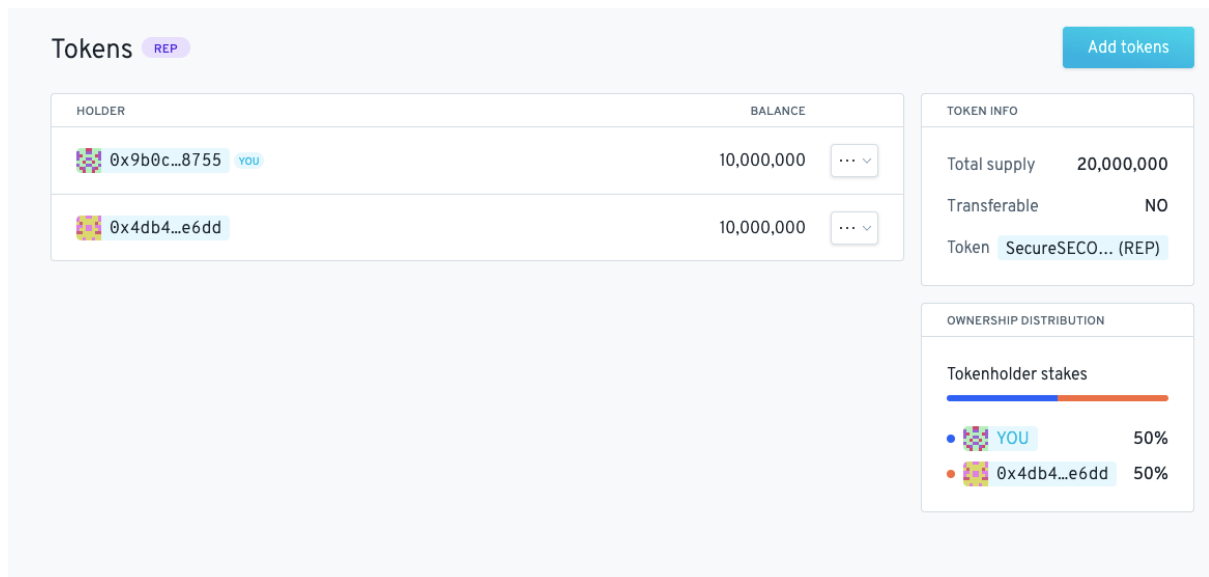 Tokens REP
Add tokens
HOLDER BALANCE
0x9b0c…8755 YOU 10,000,000 ...
0x4db4…e6dd 10,000,000 ...
TOKEN INFO
Total supply 20,000,000
Transferable NO
Token SecureSECO... (REP)
OWNERSHIP DISTRIBUTION
Tokenholder stakes
YOU 50%
0x4db4…e6dd 50%